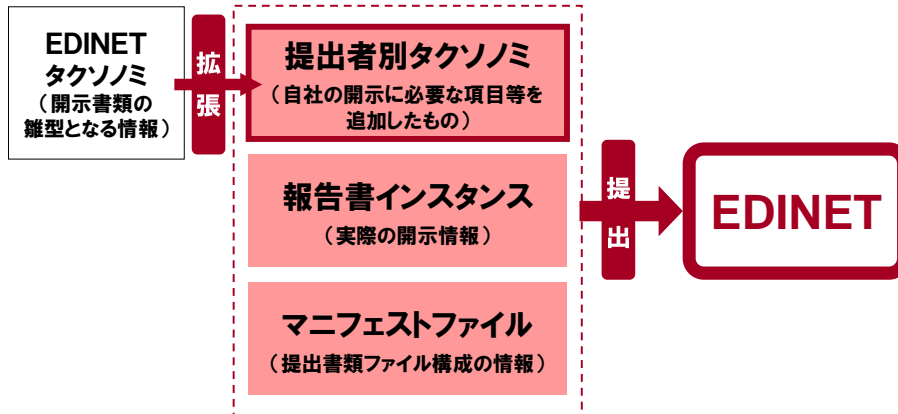 EDINET
タクソノミ
（開示書類の
雛型となる情報）
拡張
提出者別タクソノミ
（自社の開示に必要な項目等を
追加したもの）
報告書インスタンス
（実際の開示情報）
マニフェストファイル
（提出書類ファイル構成の情報）
提出
EDINET